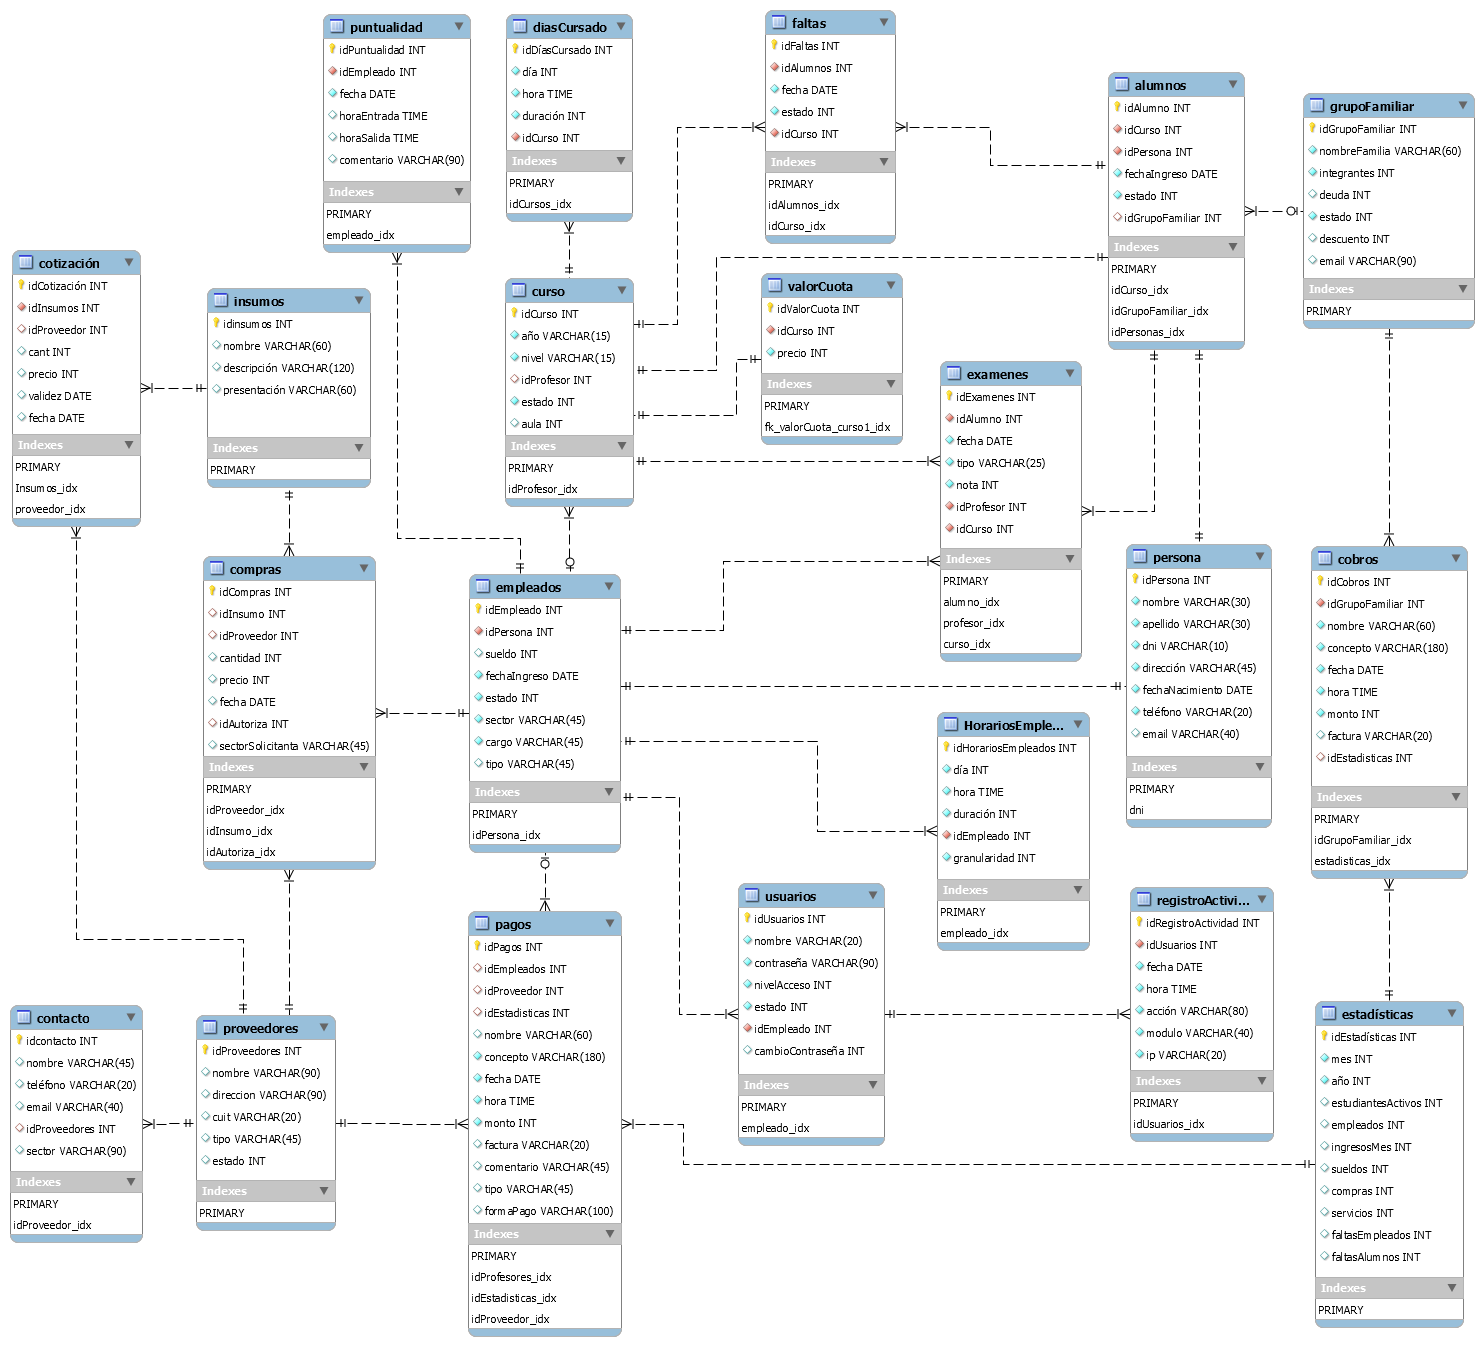 puntualidad
idPuntualidad INT
idEmpleado INT
fecha DATE
horaEntrada TIME
horaSalida TIME
comentario VARCHAR(90)
Indexes
PRIMARY
empleado_idx
diasCursado
idDíasCursado INT
día INT
hora TIME
duración INT
idCurso INT
Indexes
PRIMARY
idCursos_idx
faltas
idFaltas INT
idAlumnos INT
fecha DATE
estado INT
idCurso INT
Indexes
PRIMARY
idAlumnos_idx
idCurso_idx
alumnos
idAlumno INT
idCurso INT
idPersona INT
fechaIngreso DATE
estado INT
idGrupoFamiliar INT
Indexes
PRIMARY
idCurso_idx
idGrupoFamiliar_idx
idPersonas_idx
grupoFamiliar
idGrupoFamiliar INT
nombreFamilia VARCHAR(60)
integrantes INT
deuda INT
estado INT
descuento INT
email VARCHAR(90)
Indexes
PRIMARY
cotización
idCotización INT
idInsumos INT
idProveedor INT
cant INT
precio INT
validez DATE
fecha DATE
Indexes
PRIMARY
Insumos_idx
proveedor_idx
insumos
idinsumos INT
nombre VARCHAR(60)
descripción VARCHAR(120)
presentación VARCHAR(60)
Indexes
PRIMARY
curso
idCurso INT
año VARCHAR(15)
nivel VARCHAR(15)
idProfesor INT
estado INT
aula INT
Indexes
PRIMARY
idProfesor_idx
valorCuota
idValorCuota INT
idCurso INT
precio INT
Indexes
PRIMARY
fk_valorCuota_curso1_idx
examenes
idExamenes INT
idAlumno INT
fecha DATE
tipo VARCHAR(25)
nota INT
idProfesor INT
idCurso INT
Indexes
PRIMARY
alumno_idx
profesor_idx
curso_idx
compras
idCompras INT
idInsumo INT
idProveedor INT
cantidad INT
precio INT
fecha DATE
idAutoriza INT
sectorSolicitanta VARCHAR(45)
Indexes
PRIMARY
idProveedor_idx
idInsumo_idx
idAutoriza_idx
empleados
idEmpleado INT
idPersona INT
sueldo INT
fechaIngreso DATE
estado INT
sector VARCHAR(45)
cargo VARCHAR(45)
tipo VARCHAR(45)
Indexes
PRIMARY
idPersona_idx
persona
idPersona INT
nombre VARCHAR(30)
apellido VARCHAR(30)
dni VARCHAR(10)
dirección VARCHAR(45)
fechaNacimiento DATE
teléfono VARCHAR(20)
email VARCHAR(40)
Indexes
PRIMARY
dni
cobros
idCobros INT
idGrupoFamiliar INT
nombre VARCHAR(60)
concepto VARCHAR(180)
fecha DATE
hora TIME
monto INT
factura VARCHAR(20)
idEstadisticas INT
Indexes
PRIMARY
idGrupoFamiliar_idx
estadisticas_idx
HorariosEmple...
idHorariosEmpleados INT
día INT
hora TIME
duración INT
idEmpleado INT
granularidad INT
Indexes
PRIMARY
empleado_idx
usuarios
idUsuarios INT
nombre VARCHAR(20)
contraseña VARCHAR(90)
nivelAcceso INT
estado INT
idEmpleado INT
cambioContraseña INT
Indexes
PRIMARY
empleado_idx
registroActivi...
idRegistroActividad INT
idUsuarios INT
fecha DATE
hora TIME
acción VARCHAR(80)
modulo VARCHAR(40)
ip VARCHAR(20)
Indexes
PRIMARY
idUsuarios_idx
pagos
idPagos INT
idEmpleados INT
idProveedor INT
idEstadisticas INT
nombre VARCHAR(60)
concepto VARCHAR(180)
fecha DATE
hora TIME
monto INT
factura VARCHAR(20)
comentario VARCHAR(45)
tipo VARCHAR(45)
formaPago VARCHAR(100)
Indexes
PRIMARY
idProfesores_idx
idEstadisticas_idx
idProveedor_idx
contacto
idcontacto INT
nombre VARCHAR(45)
teléfono VARCHAR(20)
email VARCHAR(40)
idProveedores INT
sector VARCHAR(90)
Indexes
PRIMARY
idProveedor_idx
proveedores
idProveedores INT
nombre VARCHAR(90)
direccion VARCHAR(90)
cuit VARCHAR(20)
tipo VARCHAR(45)
estado INT
Indexes
PRIMARY
estadísticas
idEstadísticas INT
mes INT
año INT
estudiantesActivos INT
empleados INT
ingresosMes INT
sueldos INT
compras INT
servicios INT
faltasEmpleados INT
faltasAlumnos INT
Indexes
PRIMARY